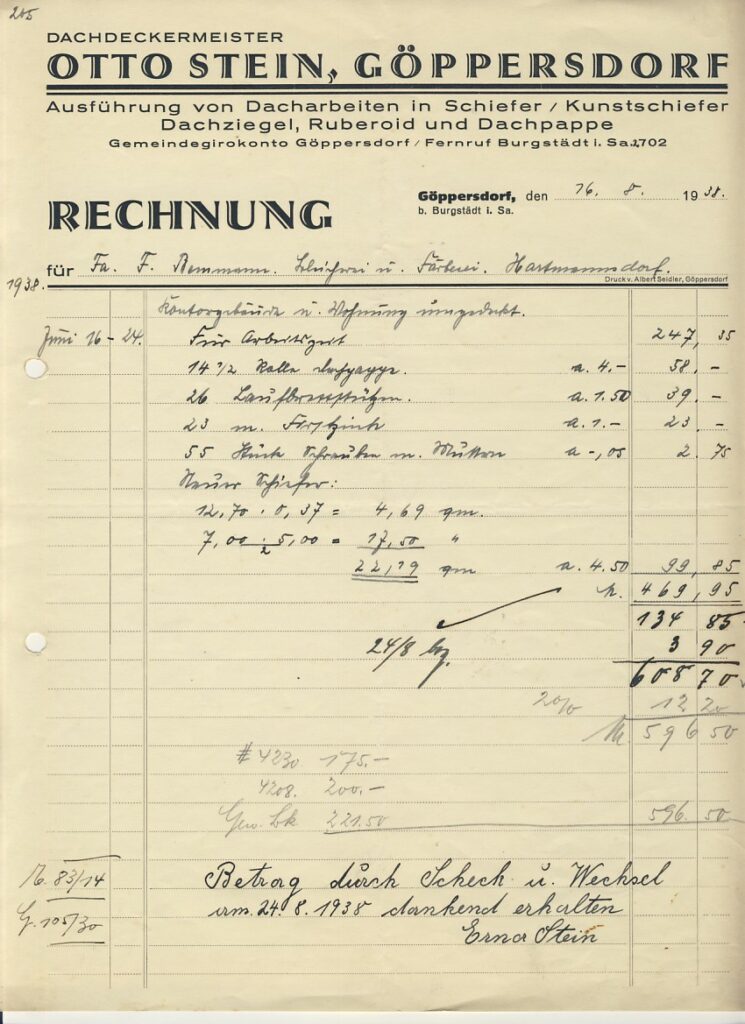 205
DACHDECKERMEISTER
OTTO STEIN, GÖPPERSDORF
Ausführung von Dacharbeiten in Schiefer / Kunstschiefer
Dachziegel, Ruberoid und Dachpappe
Gemeindegirokonto Göppersdorf / Fernruf Burgstädt i. Sa. 2702
Göppersdorf, den 16. 8. 1938.
b. Burgstädt i. Sa.
RECHNUNG
für Fa. F. Bemmann. Bleicherei u. Färberei. Hartmannsdorf.
Druck v. Albert Seidler, Göppersdorf
1938.
Kontorgebäude u. Wohnung umgedeckt.
Juni 16-24. Für Arbeitszeit 247,35
14 1/2 Rolle Dachpappe. a. 4.- 58.-
26 Laufbrettstützen. a. 1.50 39.-
23 m. Firstzink a. 1.- 23.-
55 Stück Schrauben m. Muttern a -,05 2.75
Neuer Schiefer:
12,70 · 0,37 = 4,69 qm.
7,00 · 5,00 / 2 = 17,50 "
22,19 qm a. 4.50 99,85
M. 469,95
134 85
3 90
24/8
608 70
2% 12 20
M. 596 50
# 4230 175.-
4208. 200.-
Gew. Bk 221.50 596. 50
83/14
Betrag durch Scheck u. Wechsel
am 24. 8. 1938 dankend erhalten
105/30
Erna Stein